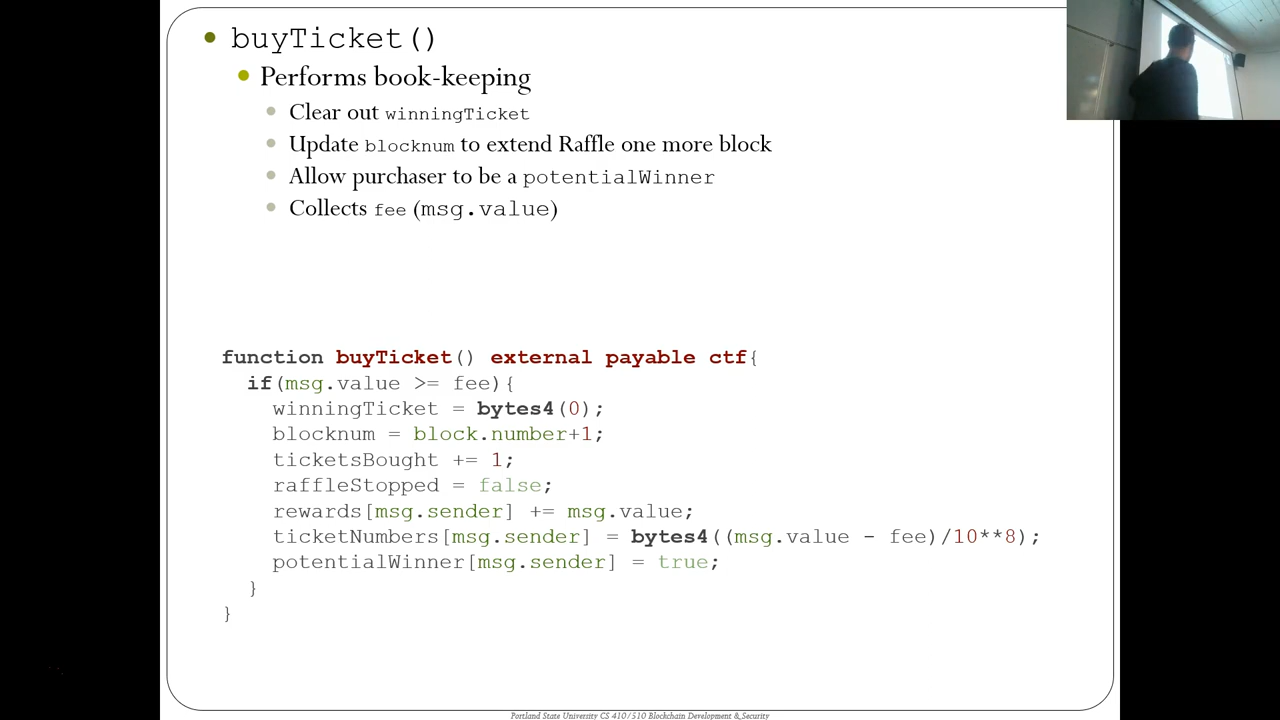 buyTicket()
Performs book-keeping
Clear out winningTicket
Update blocknum to extend Raffle one more block
Allow purchaser to be a potentialWinner
Collects fee (msg.value)
function buyTicket() external payable ctf{
if(msg.value >= fee){
winningTicket = bytes4(0);
blocknum = block.number+1;
ticketsBought += 1;
raffleStopped = false;
rewards[msg.sender] += msg.value;
ticketNumbers[msg.sender] = bytes4((msg.value - fee)/10**8);
potentialWinner[msg.sender] = true;
}
}
Portland State University CS 410/510 Blockchain Development & Security